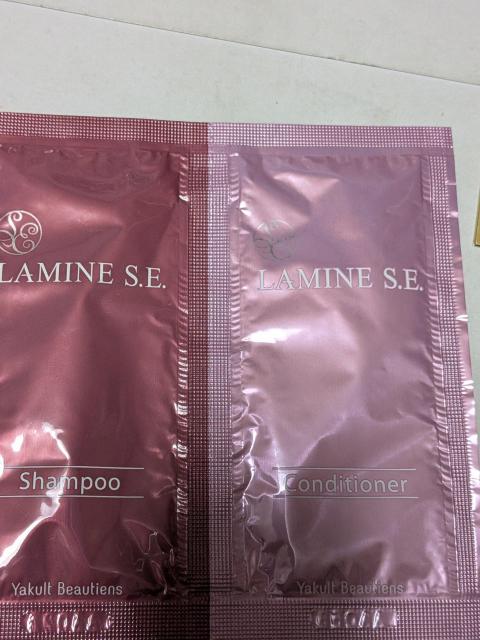 LAMINE S.E.
Shampoo
Yakult Beautiens
LAMINE S.E.
Conditioner
Yakult Beautiens